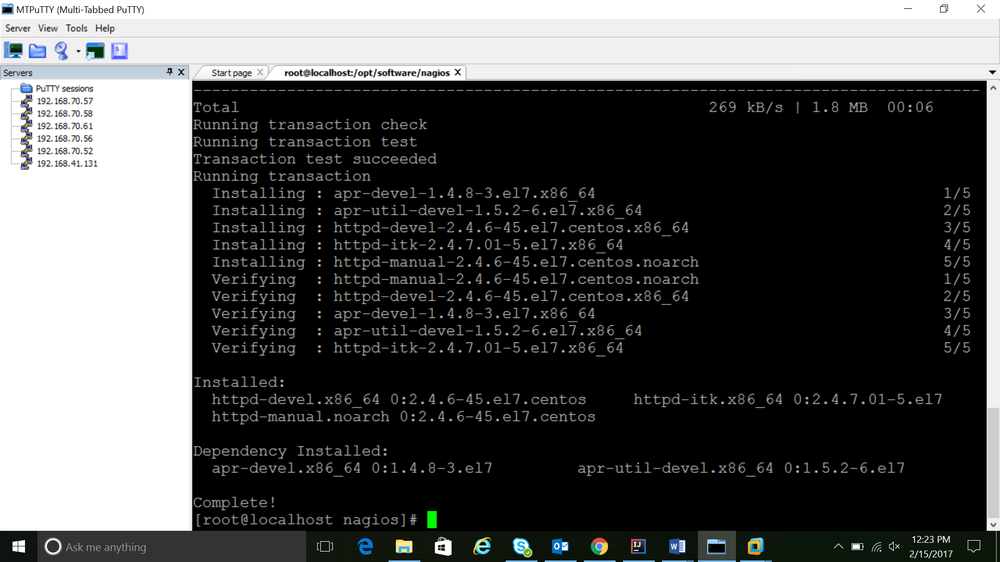 MTPuTTY (Multi-Tabbed PuTTY)
Server View Tools Help
Servers
PuTTY sessions
192.168.70.57
192.168.70.58
192.168.70.61
192.168.70.56
192.168.70.52
192.168.41.131
Start page root@localhost:/opt/software/nagios
--------------------------------------------------------------------------------
Total 269 kB/s | 1.8 MB 00:06
Running transaction check
Running transaction test
Transaction test succeeded
Running transaction
Installing : apr-devel-1.4.8-3.el7.x86_64 1/5
Installing : apr-util-devel-1.5.2-6.el7.x86_64 2/5
Installing : httpd-devel-2.4.6-45.el7.centos.x86_64 3/5
Installing : httpd-itk-2.4.7.01-5.el7.x86_64 4/5
Installing : httpd-manual-2.4.6-45.el7.centos.noarch 5/5
Verifying : httpd-manual-2.4.6-45.el7.centos.noarch 1/5
Verifying : httpd-devel-2.4.6-45.el7.centos.x86_64 2/5
Verifying : apr-devel-1.4.8-3.el7.x86_64 3/5
Verifying : apr-util-devel-1.5.2-6.el7.x86_64 4/5
Verifying : httpd-itk-2.4.7.01-5.el7.x86_64 5/5
Installed:
httpd-devel.x86_64 0:2.4.6-45.el7.centos httpd-itk.x86_64 0:2.4.7.01-5.el7
httpd-manual.noarch 0:2.4.6-45.el7.centos
Dependency Installed:
apr-devel.x86_64 0:1.4.8-3.el7 apr-util-devel.x86_64 0:1.5.2-6.el7
Complete!
[root@localhost nagios]#
Ask me anything
12:23 PM
2/15/2017